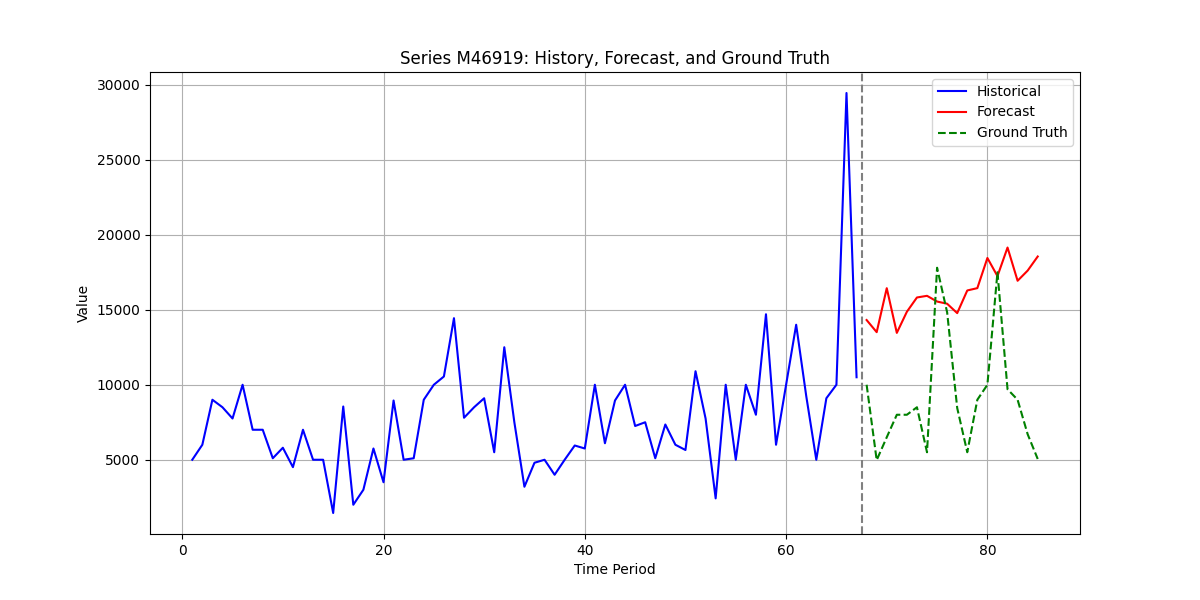 Series M46919: History, Forecast, and Ground Truth
Historical
Forecast
Ground Truth
30000
25000
20000
15000
10000
5000
Value
0
20
40
60
80
Time Period